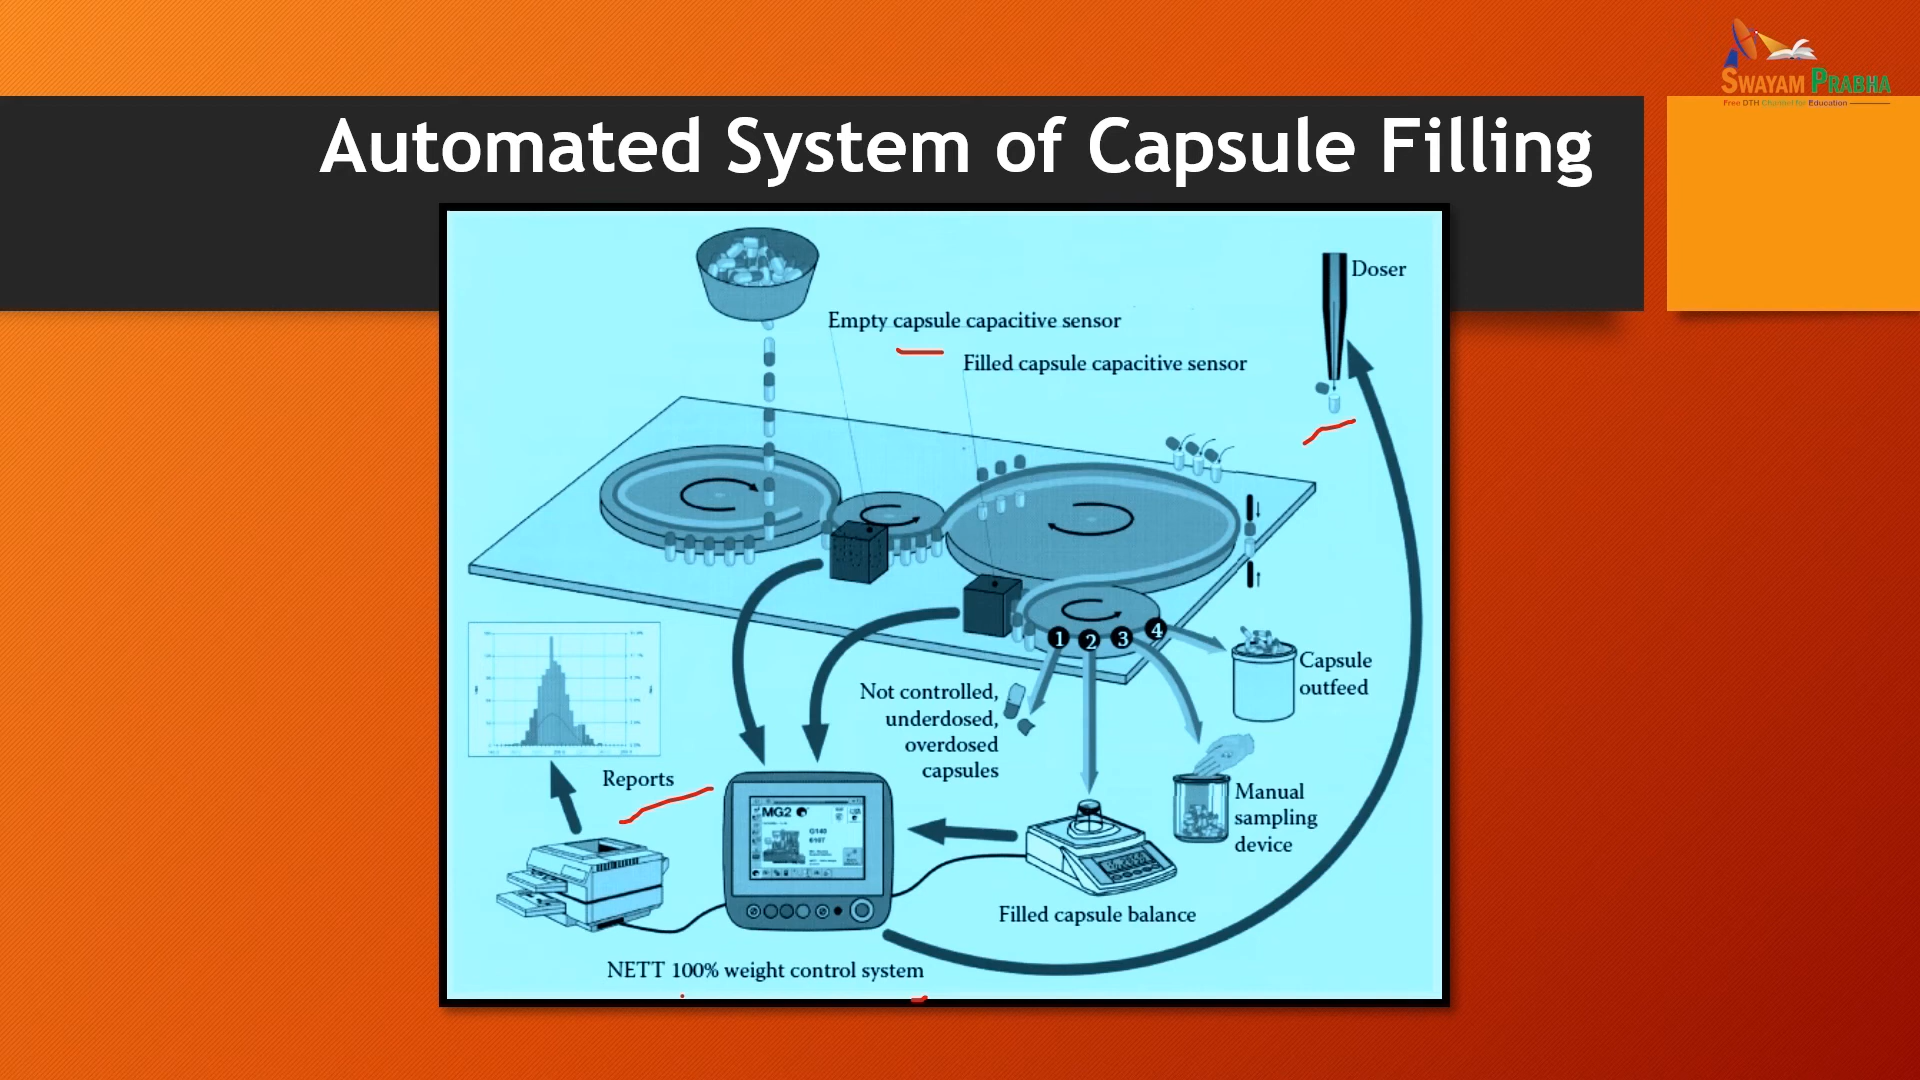 SWAYAM PRABHA
Free DTH Channel for Education
Automated System of Capsule Filling
Doser
Empty capsule capacitive sensor
Filled capsule capacitive sensor
1 2 3 4
Capsule
outfeed
Not controlled,
underdosed,
overdosed
capsules
Reports
MG2
G140
Manual
sampling
device
Filled capsule balance
NETT 100% weight control system